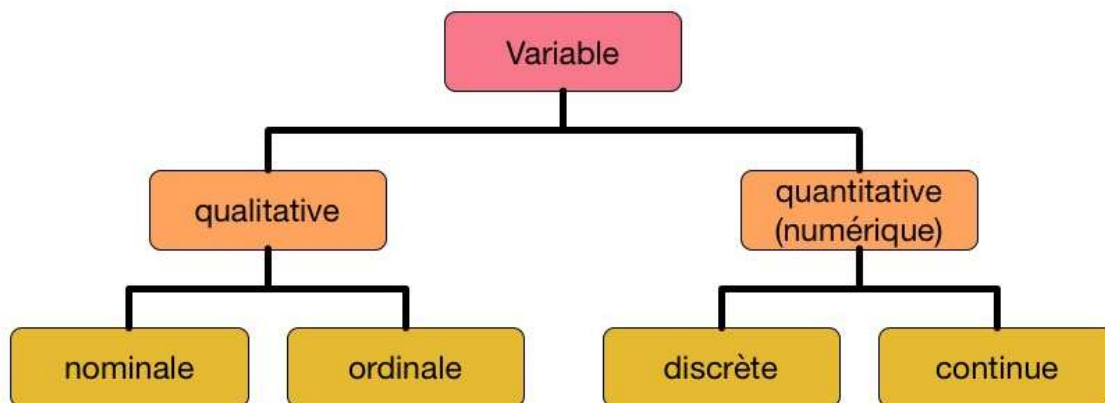 Variable
qualitative
quantitative
(numérique)
nominale
ordinale
discrète
continue